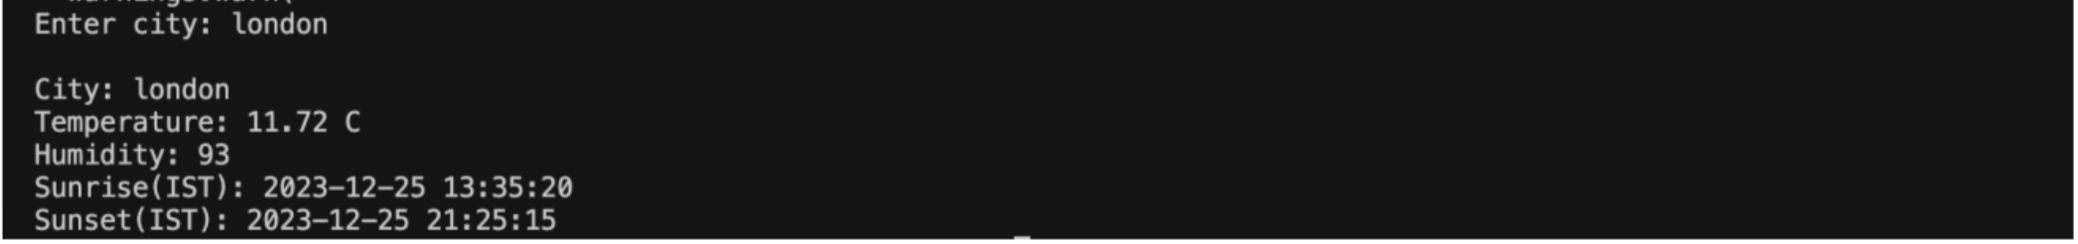 Enter city: london
City: london
Temperature: 11.72 C
Humidity: 93
Sunrise(IST): 2023-12-25 13:35:20
Sunset(IST): 2023-12-25 21:25:15